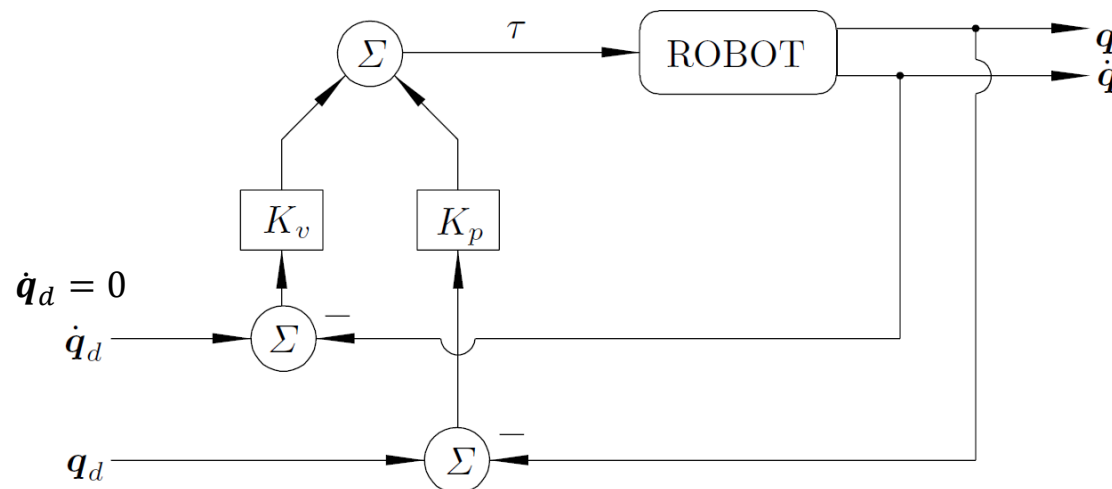 Σ
τ
ROBOT
q
q̇
K_v
K_p
q̇_d = 0
q̇_d
Σ
−
q_d
Σ
−